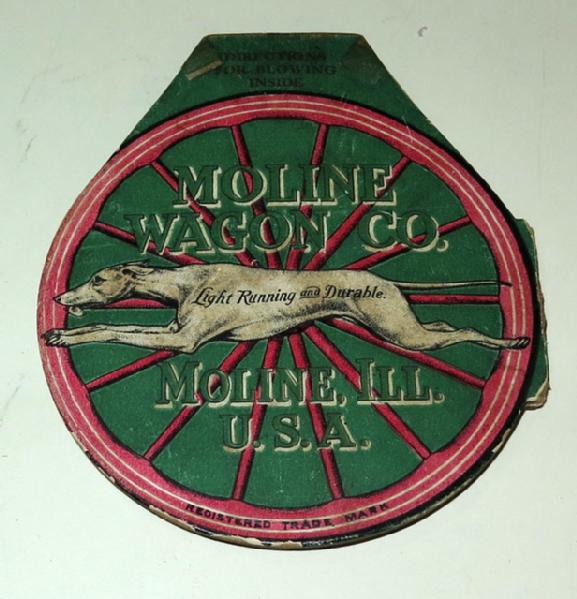 DIRECTIONS
FOR BLOWING
INSIDE
MOLINE
WAGON CO.
Light Running and Durable.
MOLINE, ILL.
U.S.A.
REGISTERED TRADE MARK